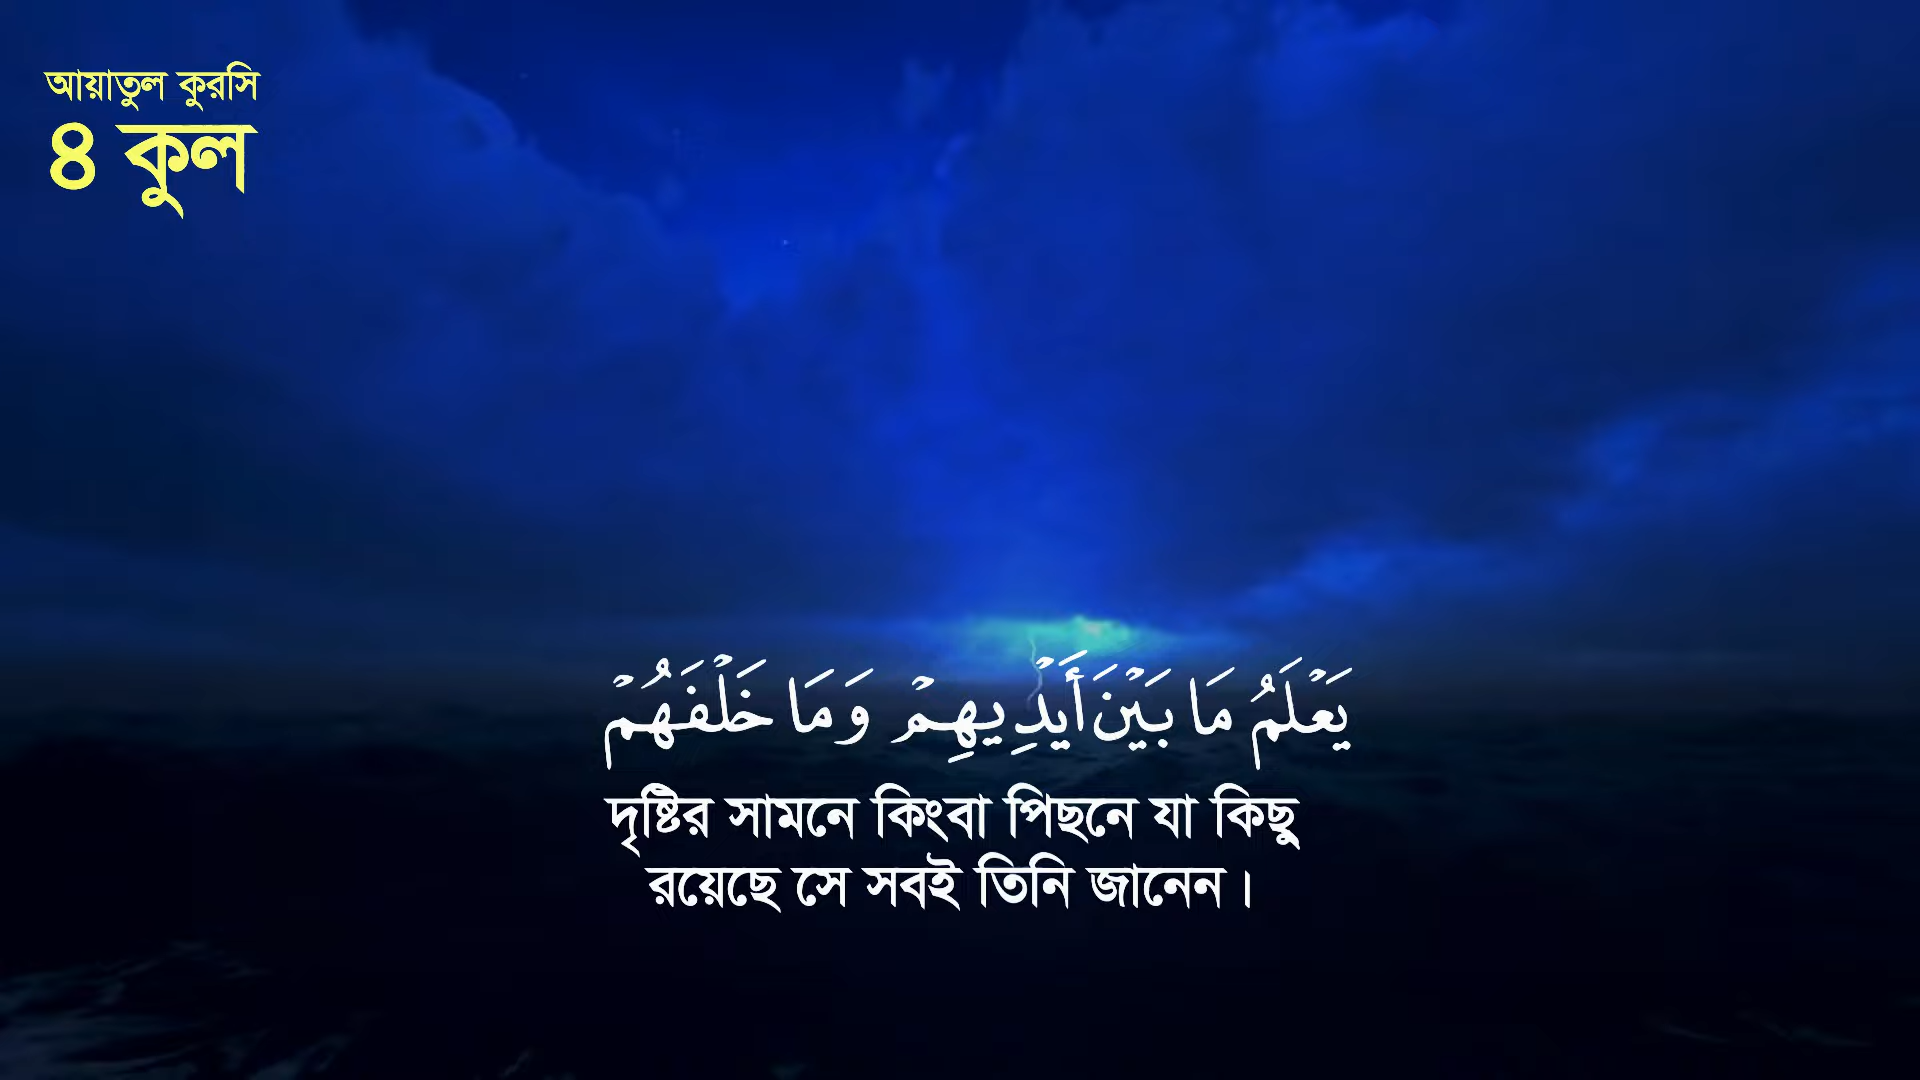 আয়াতুল কুরসি
৪ কুল
يَعْلَمُ مَا بَيْنَ أَيْدِيهِمْ وَمَا خَلْفَهُمْ
দৃষ্টির সামনে কিংবা পিছনে যা কিছু
রয়েছে সে সবই তিনি জানেন।